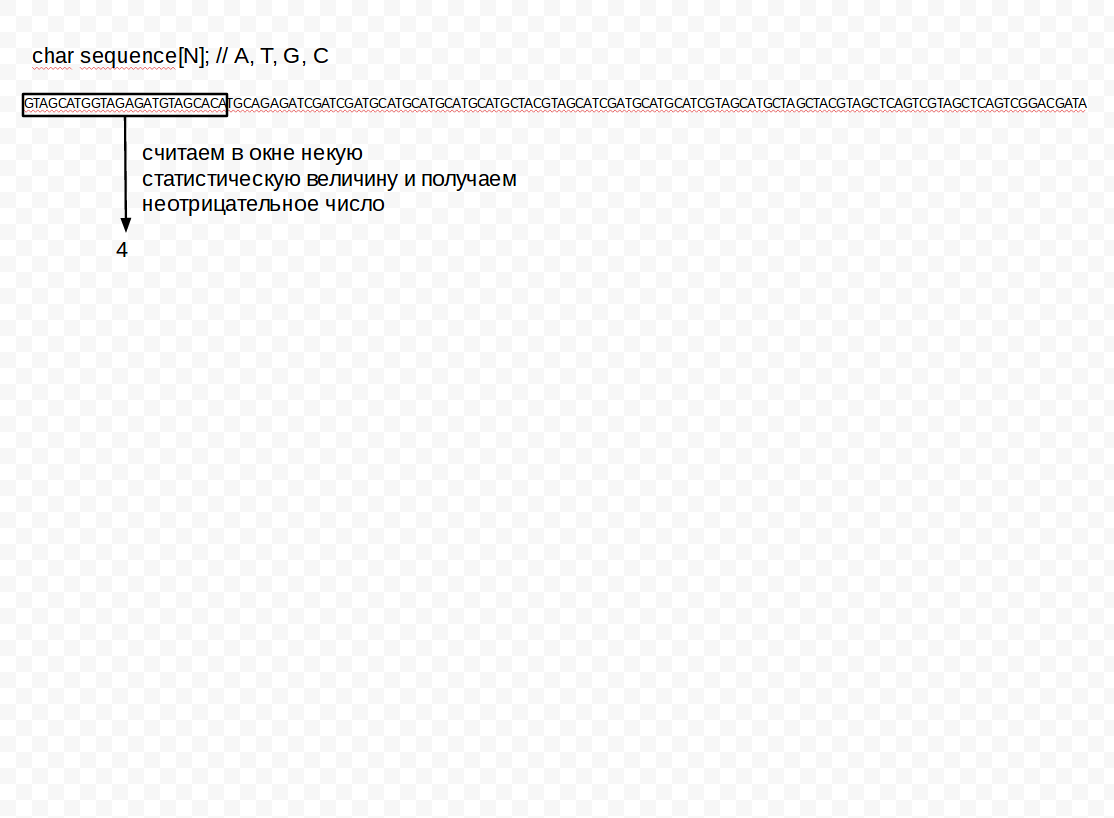 char sequence[N]; // A, T, G, C
GTAGCATGGTAGAGATGTAGCACATGCAGAGATCGATCGATGCATGCATGCATGCATGCTACGTAGCATCGATGCATGCATCGTAGCATGCTAGCTACGTAGCTCAGTCGTAGCTCAGTCGGACGATA
считаем в окне некую
статистическую величину и получаем
неотрицательное число
4